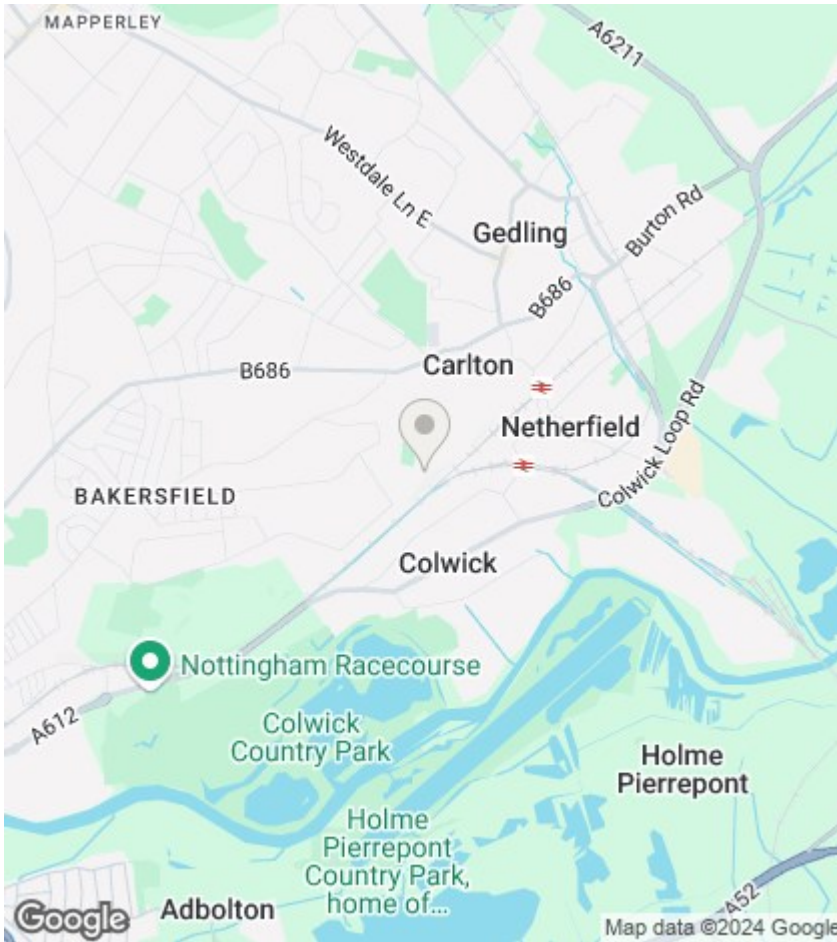 MAPPERLEY
A6211
Westdale Ln E
Gedling
Burton Rd
B686
B686
Carlton
Netherfield
Colwick Loop Rd
BAKERSFIELD
Colwick
Nottingham Racecourse
A612
Colwick
Country Park
Holme
Pierrepont
Holme
Pierrepont
Country Park,
home of...
A52
Adbolton
Google
Map data ©2024 Google